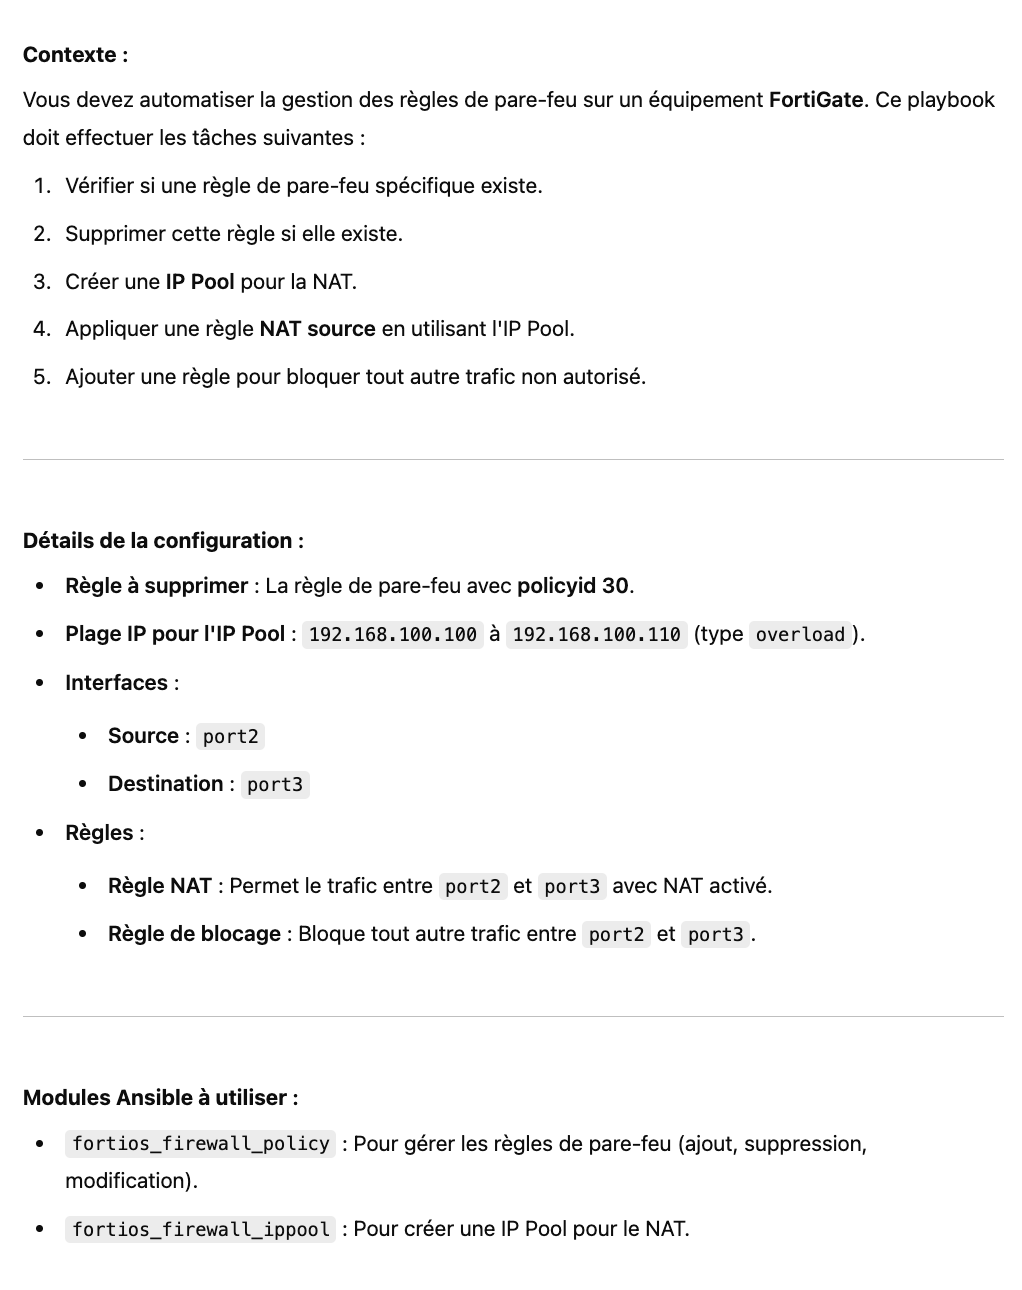 Contexte :
Vous devez automatiser la gestion des règles de pare-feu sur un équipement FortiGate. Ce playbook
doit effectuer les tâches suivantes :
1. Vérifier si une règle de pare-feu spécifique existe.
2. Supprimer cette règle si elle existe.
3. Créer une IP Pool pour la NAT.
4. Appliquer une règle NAT source en utilisant l'IP Pool.
5. Ajouter une règle pour bloquer tout autre trafic non autorisé.
Détails de la configuration :
• Règle à supprimer : La règle de pare-feu avec policyid 30.
• Plage IP pour l'IP Pool : 192.168.100.100 à 192.168.100.110 (type overload).
• Interfaces :
• Source : port2
• Destination : port3
• Règles :
• Règle NAT : Permet le trafic entre port2 et port3 avec NAT activé.
• Règle de blocage : Bloque tout autre trafic entre port2 et port3.
Modules Ansible à utiliser :
• fortios_firewall_policy : Pour gérer les règles de pare-feu (ajout, suppression,
modification).
• fortios_firewall_ippool : Pour créer une IP Pool pour le NAT.